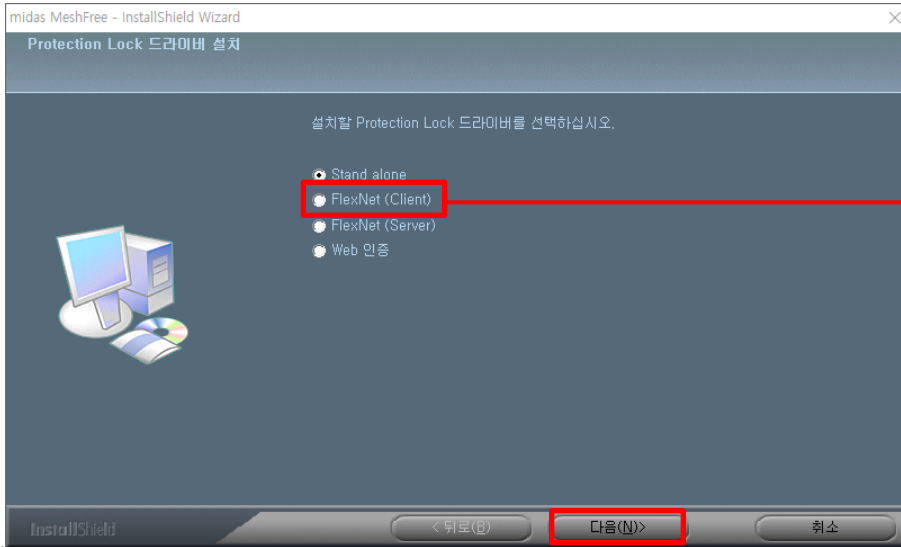 midas MeshFree - InstallShield Wizard
Protection Lock 드라이버 설치
설치할 Protection Lock 드라이버를 선택하십시오.
Stand alone
FlexNet (Client)
FlexNet (Server)
Web 인증
InstallShield
< 뒤로(B)
다음(N)>
취소